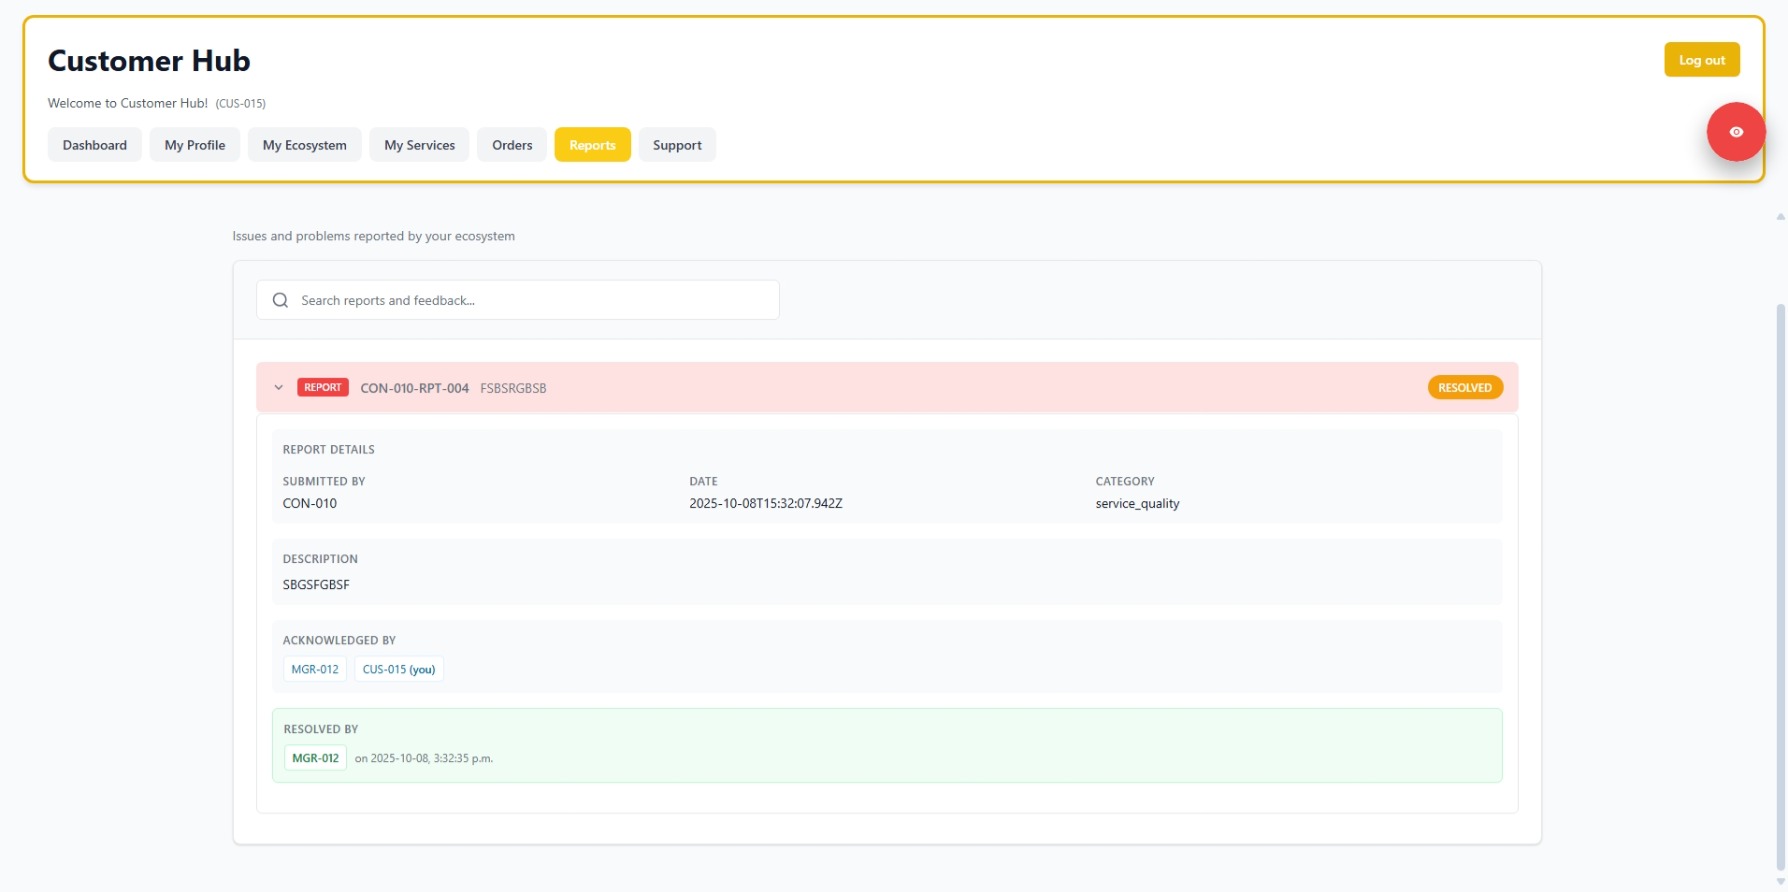 Customer Hub
Log out
Welcome to Customer Hub! (CUS-015)
Dashboard My Profile My Ecosystem My Services Orders Reports Support
Issues and problems reported by your ecosystem
Search reports and feedback...
REPORT CON-010-RPT-004 FSBSRGBSB RESOLVED
REPORT DETAILS
SUBMITTED BY DATE CATEGORY
CON-010 2025-10-08T15:32:07.942Z service_quality
DESCRIPTION
SBGSFGBSF
ACKNOWLEDGED BY
MGR-012 CUS-015 (you)
RESOLVED BY
MGR-012 on 2025-10-08, 3:32:35 p.m.